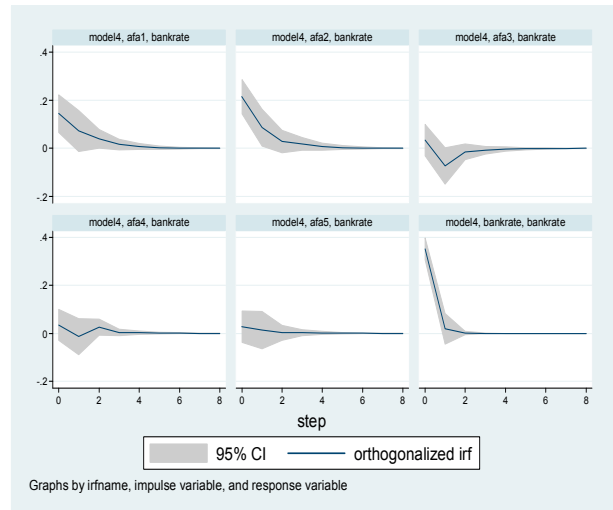 model4, afa1, bankrate
model4, afa2, bankrate
model4, afa3, bankrate
.4
.2
0
-.2
model4, afa4, bankrate
model4, afa5, bankrate
model4, bankrate, bankrate
.4
.2
0
-.2
0 2 4 6 8
0 2 4 6 8
0 2 4 6 8
step
95% CI
orthogonalized irf
Graphs by irfname, impulse variable, and response variable